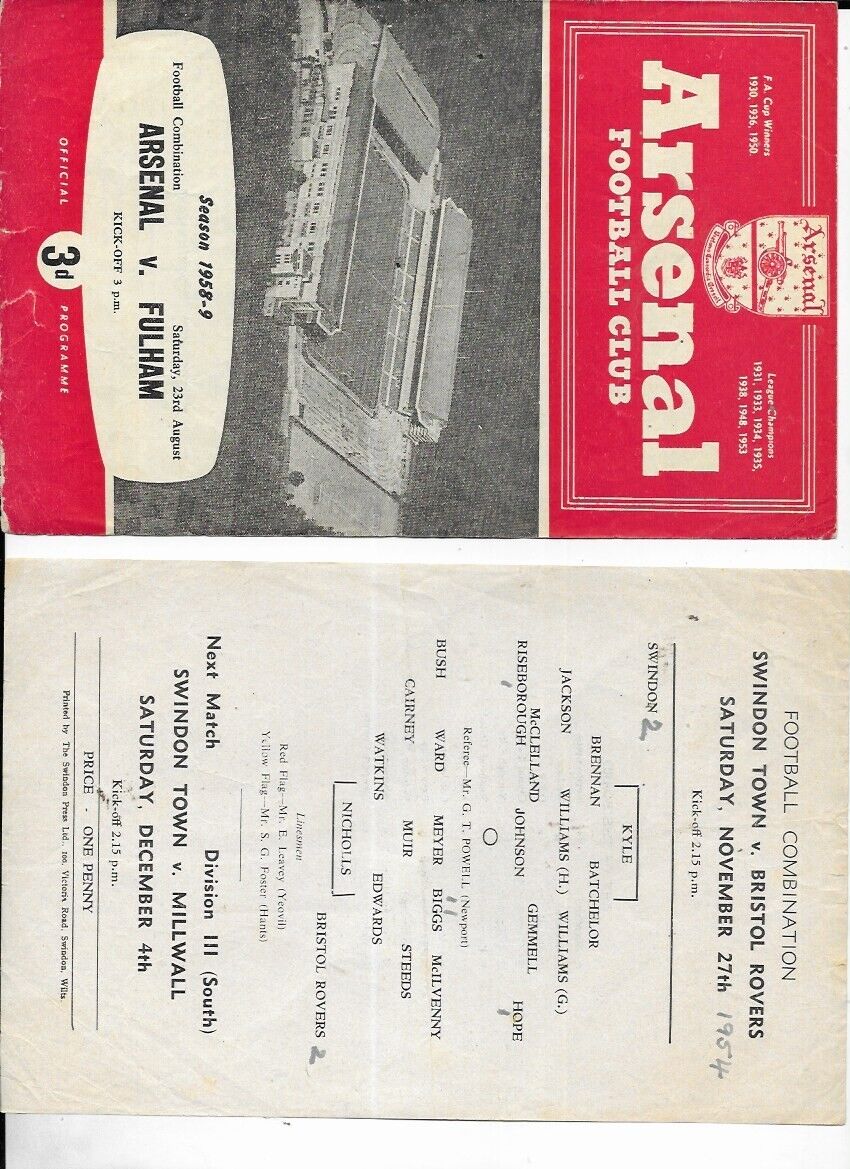 F.A. Cup Winners
1930, 1936, 1950.
Arsenal
League Champions
1931, 1933, 1934, 1935,
1938, 1948, 1953
Arsenal
FOOTBALL CLUB
Season 1958-9
Football Combination Saturday, 23rd August
ARSENAL v. FULHAM
KICK-OFF 3 p.m.
OFFICIAL 3d PROGRAMME
FOOTBALL COMBINATION
SWINDON TOWN v. BRISTOL ROVERS
SATURDAY, NOVEMBER 27th 1954
Kick-off 2.15 p.m.
SWINDON 2
KYLE
BRENNAN BATCHELOR
JACKSON WILLIAMS (H.) WILLIAMS (G.)
McCLELLAND GEMMELL
RISEBOROUGH JOHNSON HOPE
Referee—Mr. G. T. POWELL (Newport)
BUSH WARD MEYER BIGGS McILVENNY
CAIRNEY MUIR STEEDS
WATKINS EDWARDS
NICHOLLS
BRISTOL ROVERS 2
Linesmen
Red Flag—Mr. E. Leavey (Yeovil)
Yellow Flag—Mr. S. G. Foster (Hants)
Next Match Division III (South)
SWINDON TOWN v. MILLWALL
SATURDAY, DECEMBER 4th
Kick-off 2.15 p.m.
PRICE - ONE PENNY
Printed by The Swindon Press Ltd., 100, Victoria Road, Swindon, Wilts